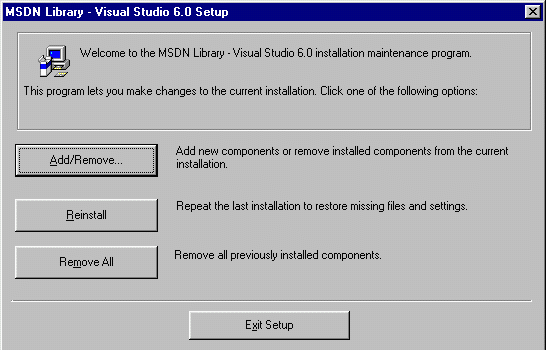 MSDN Library - Visual Studio 6.0 Setup
Welcome to the MSDN Library - Visual Studio 6.0 installation maintenance program.
This program lets you make changes to the current installation. Click one of the following options:
Add/Remove...
Add new components or remove installed components from the current
installation.
Reinstall
Repeat the last installation to restore missing files and settings.
Remove All
Remove all previously installed components.
Exit Setup